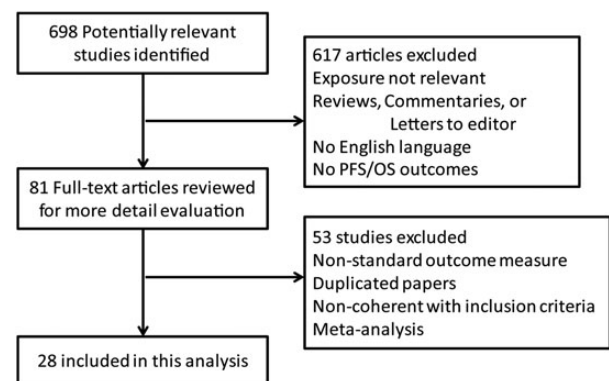 698 Potentially relevant
studies identified
617 articles excluded
Exposure not relevant
Reviews, Commentaries, or
Letters to editor
No English language
No PFS/OS outcomes
81 Full-text articles reviewed
for more detail evaluation
53 studies excluded
Non-standard outcome measure
Duplicated papers
Non-coherent with inclusion criteria
Meta-analysis
28 included in this analysis